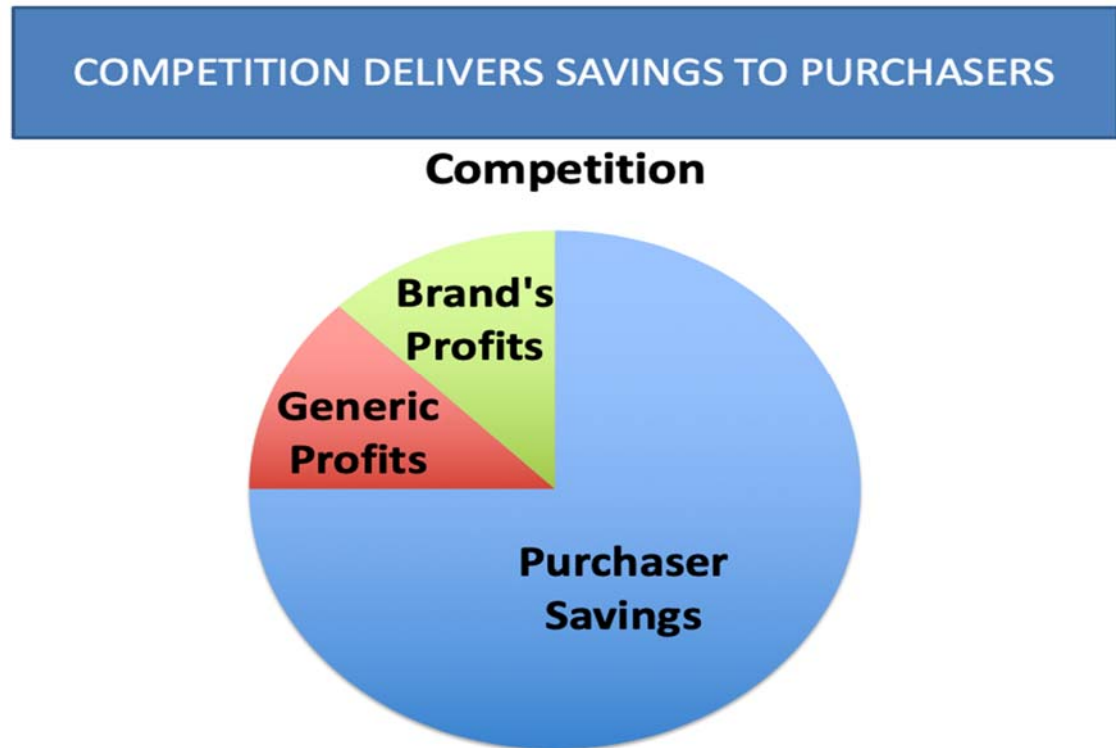 COMPETITION DELIVERS SAVINGS TO PURCHASERS
Competition
Brand's
Profits
Generic
Profits
Purchaser
Savings